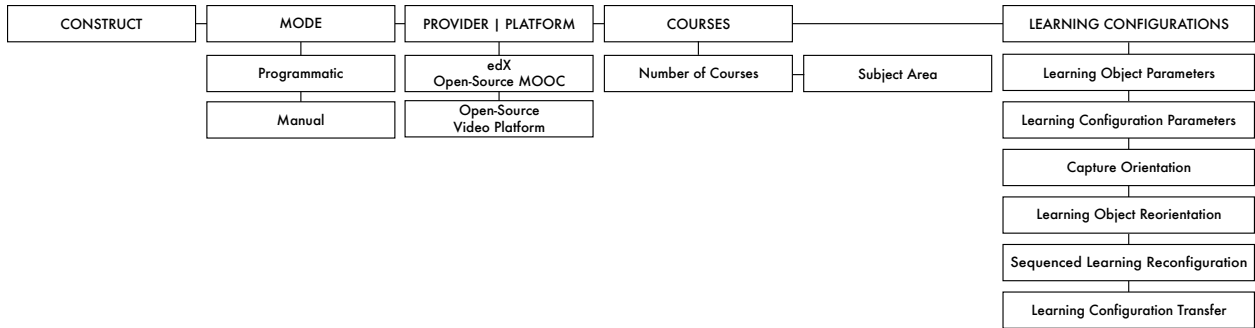 CONSTRUCT
MODE
PROVIDER | PLATFORM
COURSES
LEARNING CONFIGURATIONS
Programmatic
edX
Open-Source MOOC
Number of Courses
Subject Area
Learning Object Parameters
Manual
Open-Source
Video Platform
Learning Configuration Parameters
Capture Orientation
Learning Object Reorientation
Sequenced Learning Reconfiguration
Learning Configuration Transfer